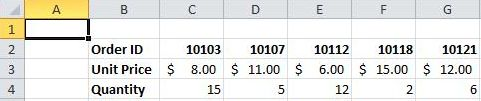 A B C D E F G
1
2 Order ID 10103 10107 10112 10118 10121
3 Unit Price $ 8.00 $ 11.00 $ 6.00 $ 15.00 $ 12.00
4 Quantity 15 5 12 2 6